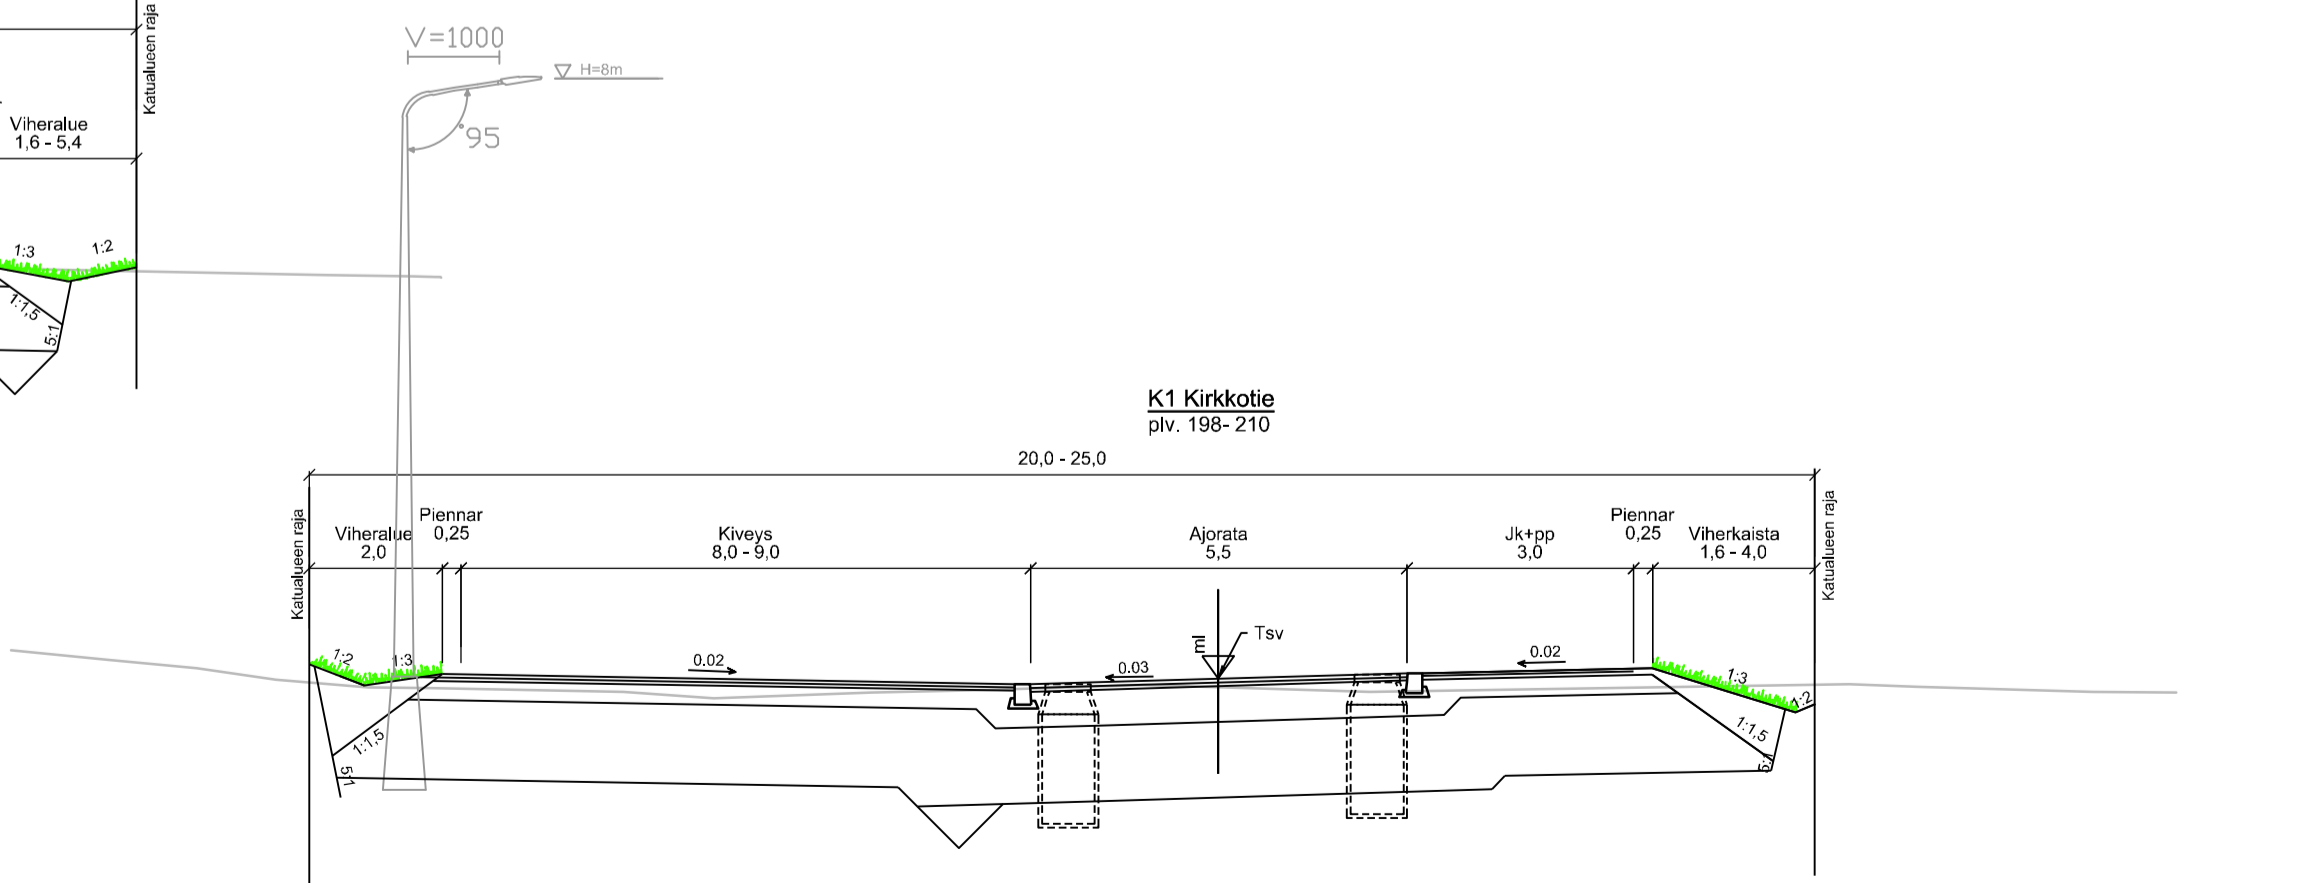 Katualueen raja
Viheralue
1,6 - 5,4
1:3
1:2
1:1,5
5:1
V=1000
H=8m
°95
K1 Kirkkotie
plv. 198- 210
20,0 - 25,0
Katualueen raja
Viheralue
2,0
Piennar
0,25
Kiveys
8,0 - 9,0
Ajorata
5,5
Jk+pp
3,0
Piennar
0,25
Viherkaista
1,6 - 4,0
Katualueen raja
1:2
1:3
0.02
0.03
ml
Tsv
0.02
1:3
1:2
1:1,5
5:1
1:1,5
5:1